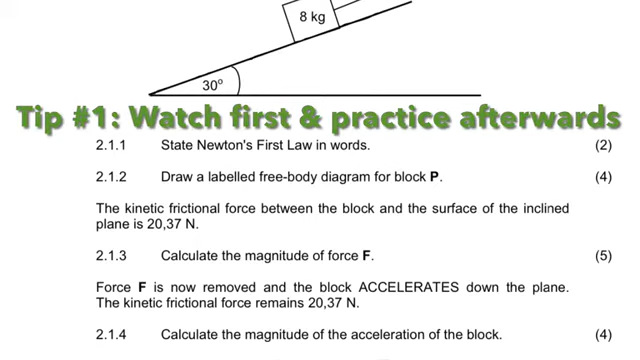 8 kg
30°
Tip #1: Watch first & practice afterwards
2.1.1 State Newton's First Law in words. (2)
2.1.2 Draw a labelled free-body diagram for block P. (4)
The kinetic frictional force between the block and the surface of the inclined
plane is 20,37 N.
2.1.3 Calculate the magnitude of force F. (5)
Force F is now removed and the block ACCELERATES down the plane.
The kinetic frictional force remains 20,37 N.
2.1.4 Calculate the magnitude of the acceleration of the block. (4)